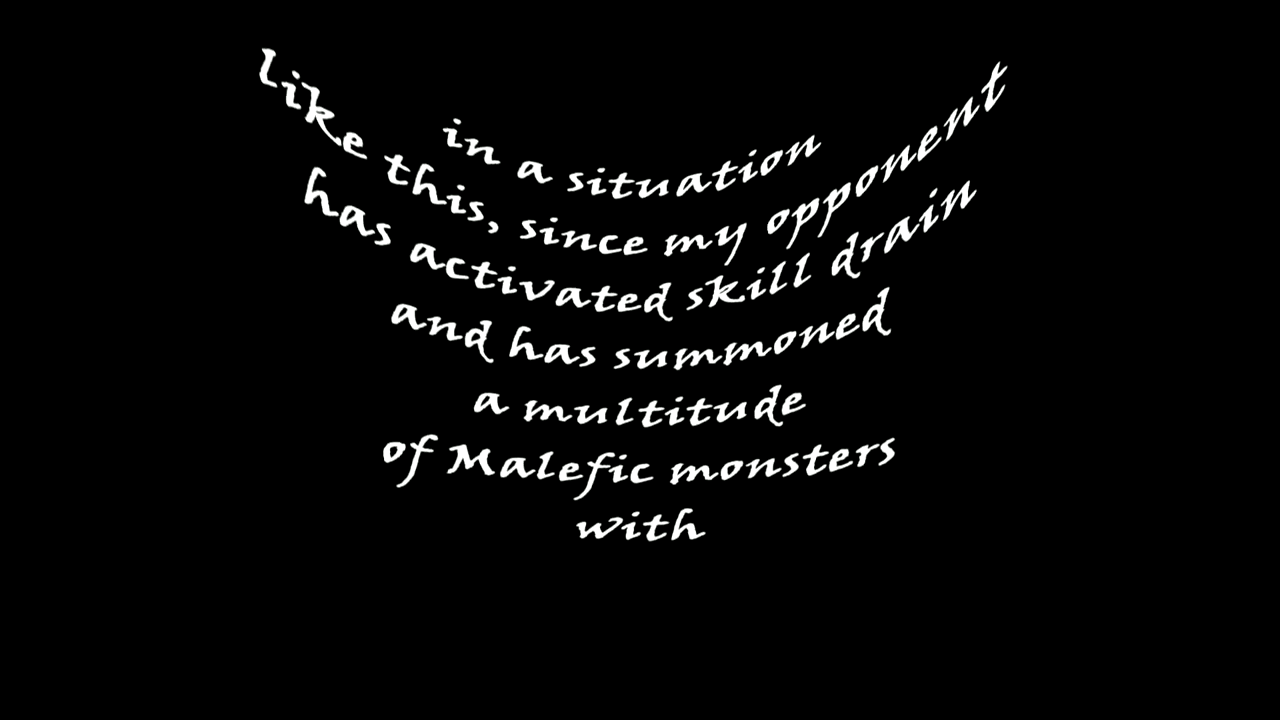 in a situation
like this, since my opponent
has activated skill drain
and has summoned
a multitude
of Malefic monsters
with